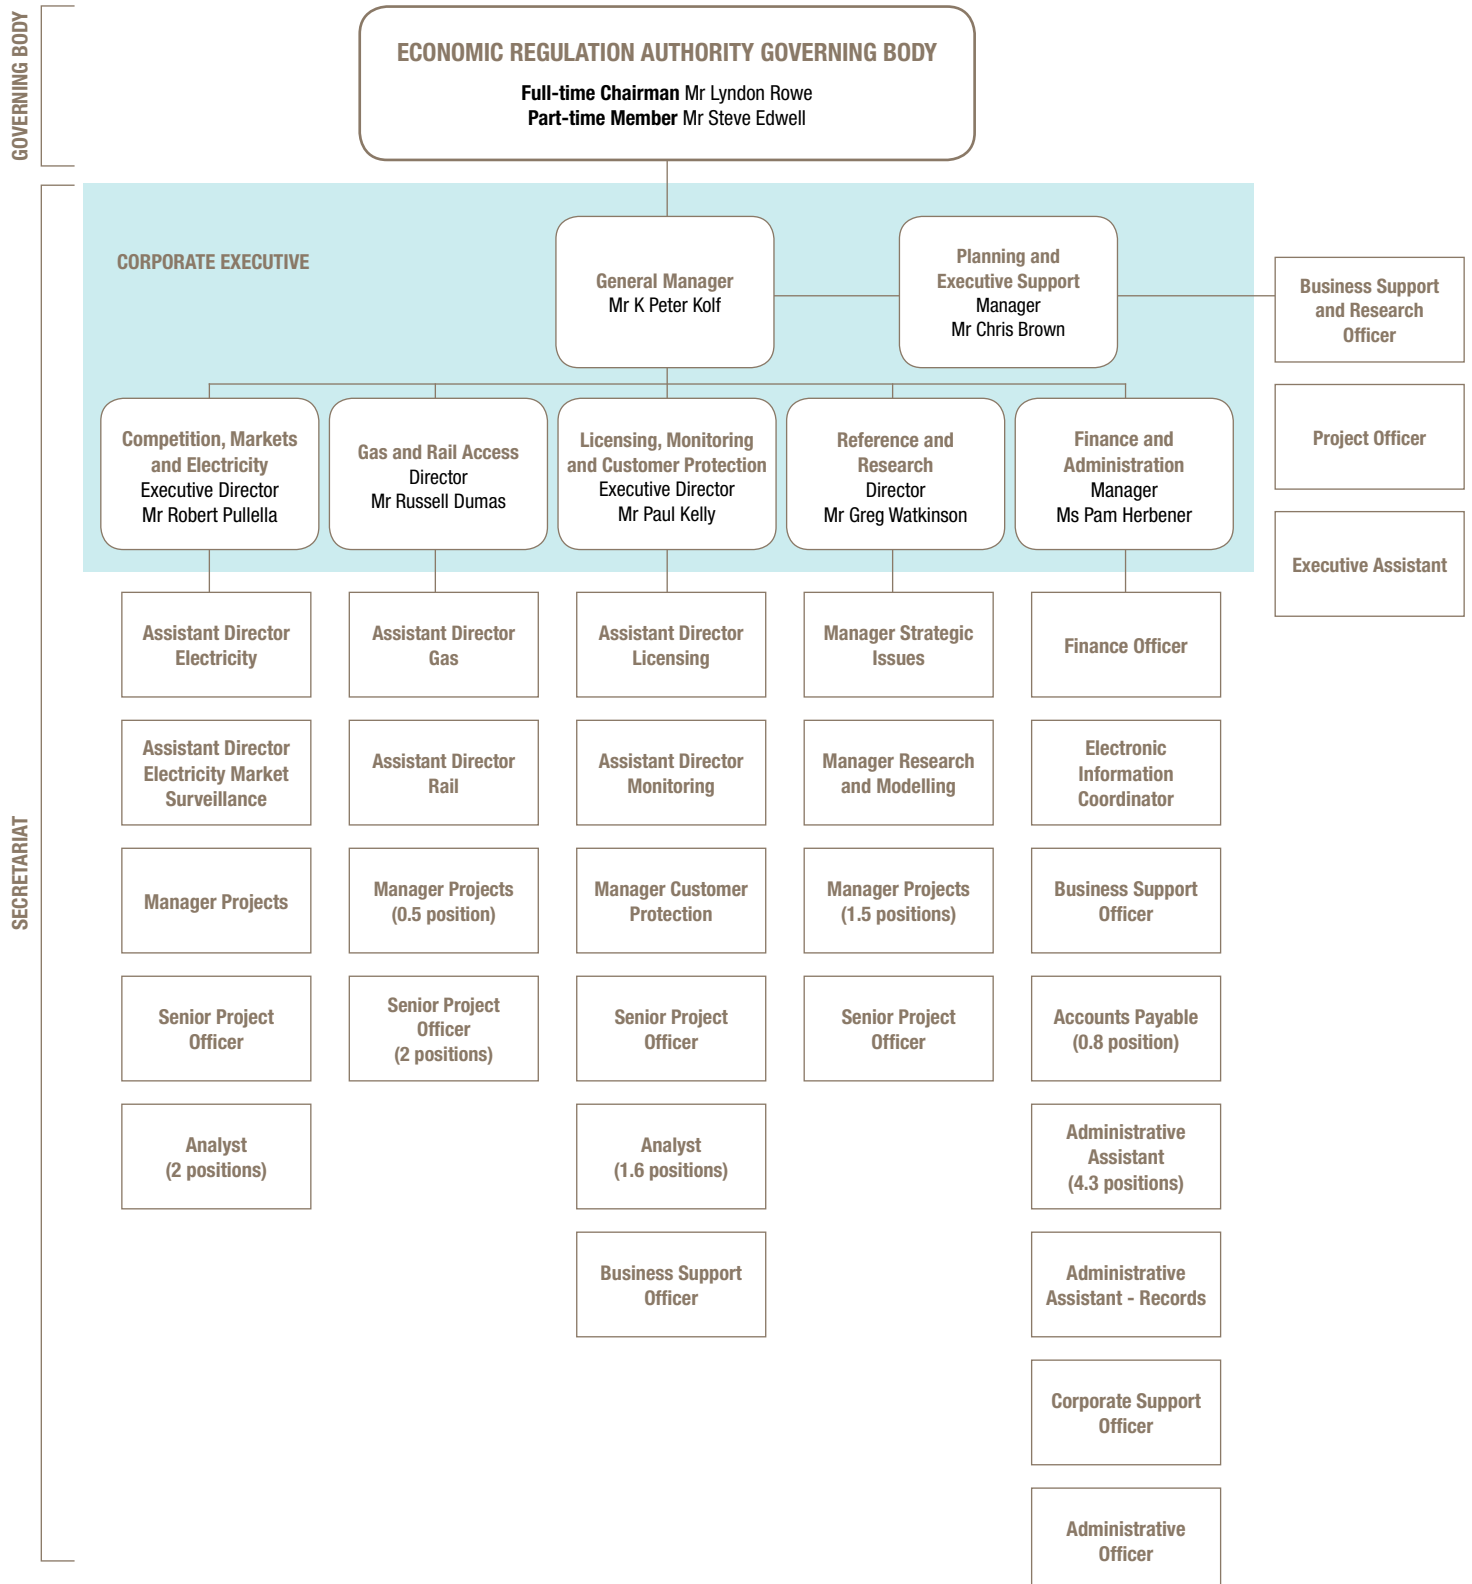 GOVERNING BODY
ECONOMIC REGULATION AUTHORITY GOVERNING BODY
Full-time Chairman Mr Lyndon Rowe
Part-time Member Mr Steve Edwell
SECRETARIAT
CORPORATE EXECUTIVE
General Manager
Mr K Peter Kolf
Planning and
Executive Support
Manager
Mr Chris Brown
Business Support
and Research
Officer
Project Officer
Executive Assistant
Competition, Markets
and Electricity
Executive Director
Mr Robert Pullella
Gas and Rail Access
Director
Mr Russell Dumas
Licensing, Monitoring
and Customer Protection
Executive Director
Mr Paul Kelly
Reference and
Research
Director
Mr Greg Watkinson
Finance and
Administration
Manager
Ms Pam Herbener
Assistant Director
Electricity
Assistant Director
Electricity Market
Surveillance
Manager Projects
Senior Project
Officer
Analyst
(2 positions)
Assistant Director
Gas
Assistant Director
Rail
Manager Projects
(0.5 position)
Senior Project
Officer
(2 positions)
Assistant Director
Licensing
Assistant Director
Monitoring
Manager Customer
Protection
Senior Project
Officer
Analyst
(1.6 positions)
Business Support
Officer
Manager Strategic
Issues
Manager Research
and Modelling
Manager Projects
(1.5 positions)
Senior Project
Officer
Finance Officer
Electronic
Information
Coordinator
Business Support
Officer
Accounts Payable
(0.8 position)
Administrative
Assistant
(4.3 positions)
Administrative
Assistant - Records
Corporate Support
Officer
Administrative
Officer